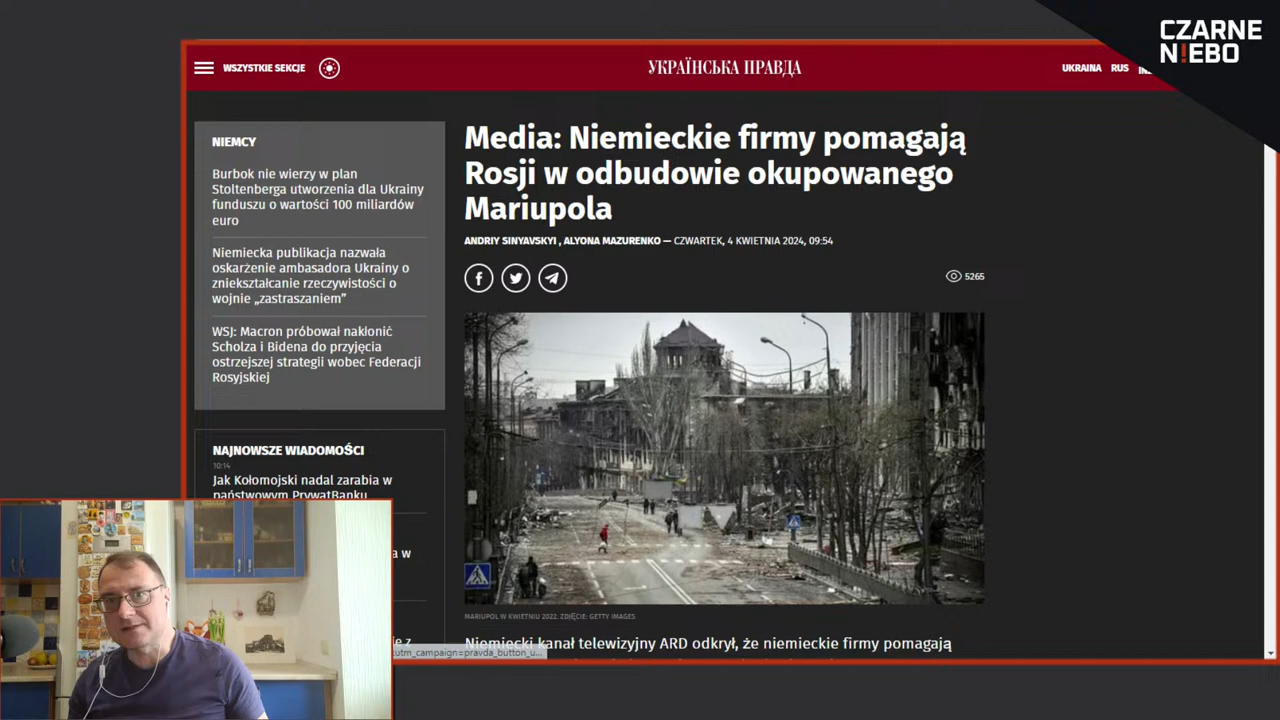 CZARNE
N!EBO
WSZYSTKIE SEKCJE
УКРАЇНСЬКА ПРАВДА
UKRAINA
RUS
NIEMCY
Burbok nie wierzy w plan
Stoltenberga utworzenia dla Ukrainy
funduszu o wartości 100 miliardów
euro
Niemiecka publikacja nazwała
oskarżenie ambasadora Ukrainy o
zniekształcanie rzeczywistości o
wojnie „zastraszaniem”
WSJ: Macron próbował nakłonić
Scholza i Bidena do przyjęcia
ostrzejszej strategii wobec Federacji
Rosyjskiej
NAJNOWSZE WIADOMOŚCI
10:14
Jak Kołomojski nadal zarabia w
państwowym PrywatBanku
a w
ie z
Media: Niemieckie firmy pomagają
Rosji w odbudowie okupowanego
Mariupola
ANDRIY SINYAVSKYI , ALYONA MAZURENKO — CZWARTEK, 4 KWIETNIA 2024, 09:54
5265
MARIUPOL W KWIETNIU 2022. ZDJĘCIE: GETTY IMAGES
Niemiecki kanał telewizyjny ARD odkrył, że niemieckie firmy pomagają
utm_campaign=pravda_button_u...